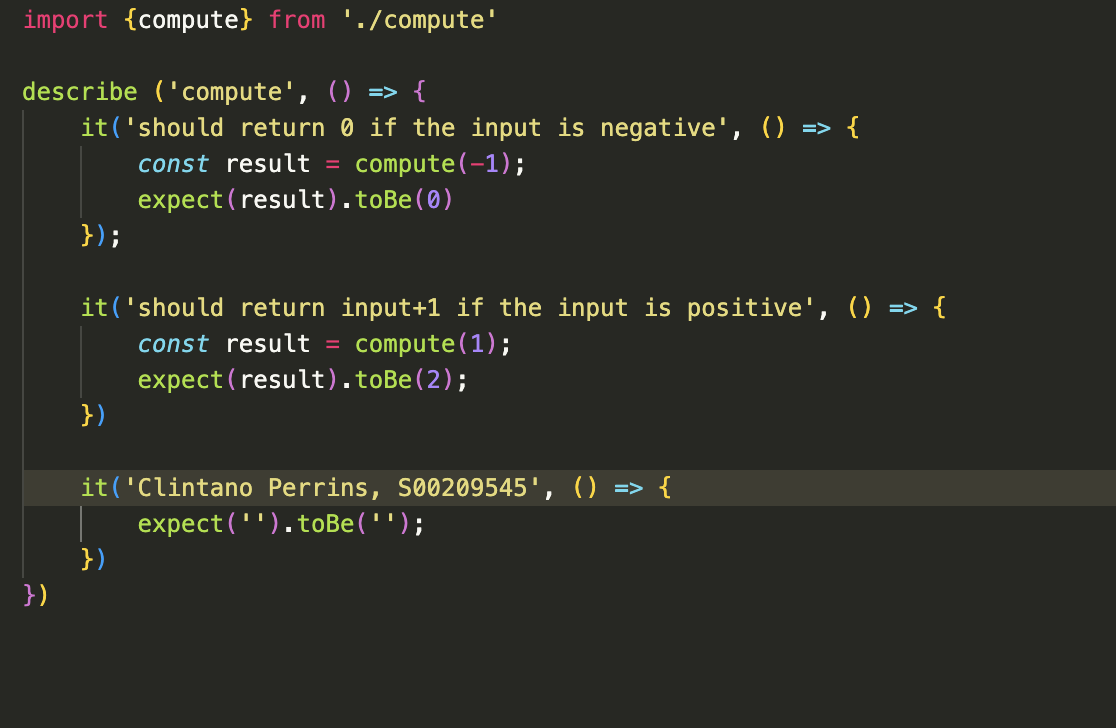 import {compute} from './compute'
describe ('compute', () => {
it('should return 0 if the input is negative', () => {
const result = compute(-1);
expect(result).toBe(0)
});
it('should return input+1 if the input is positive', () => {
const result = compute(1);
expect(result).toBe(2);
})
it('Clintano Perrins, S00209545', () => {
expect('').toBe('');
})
})